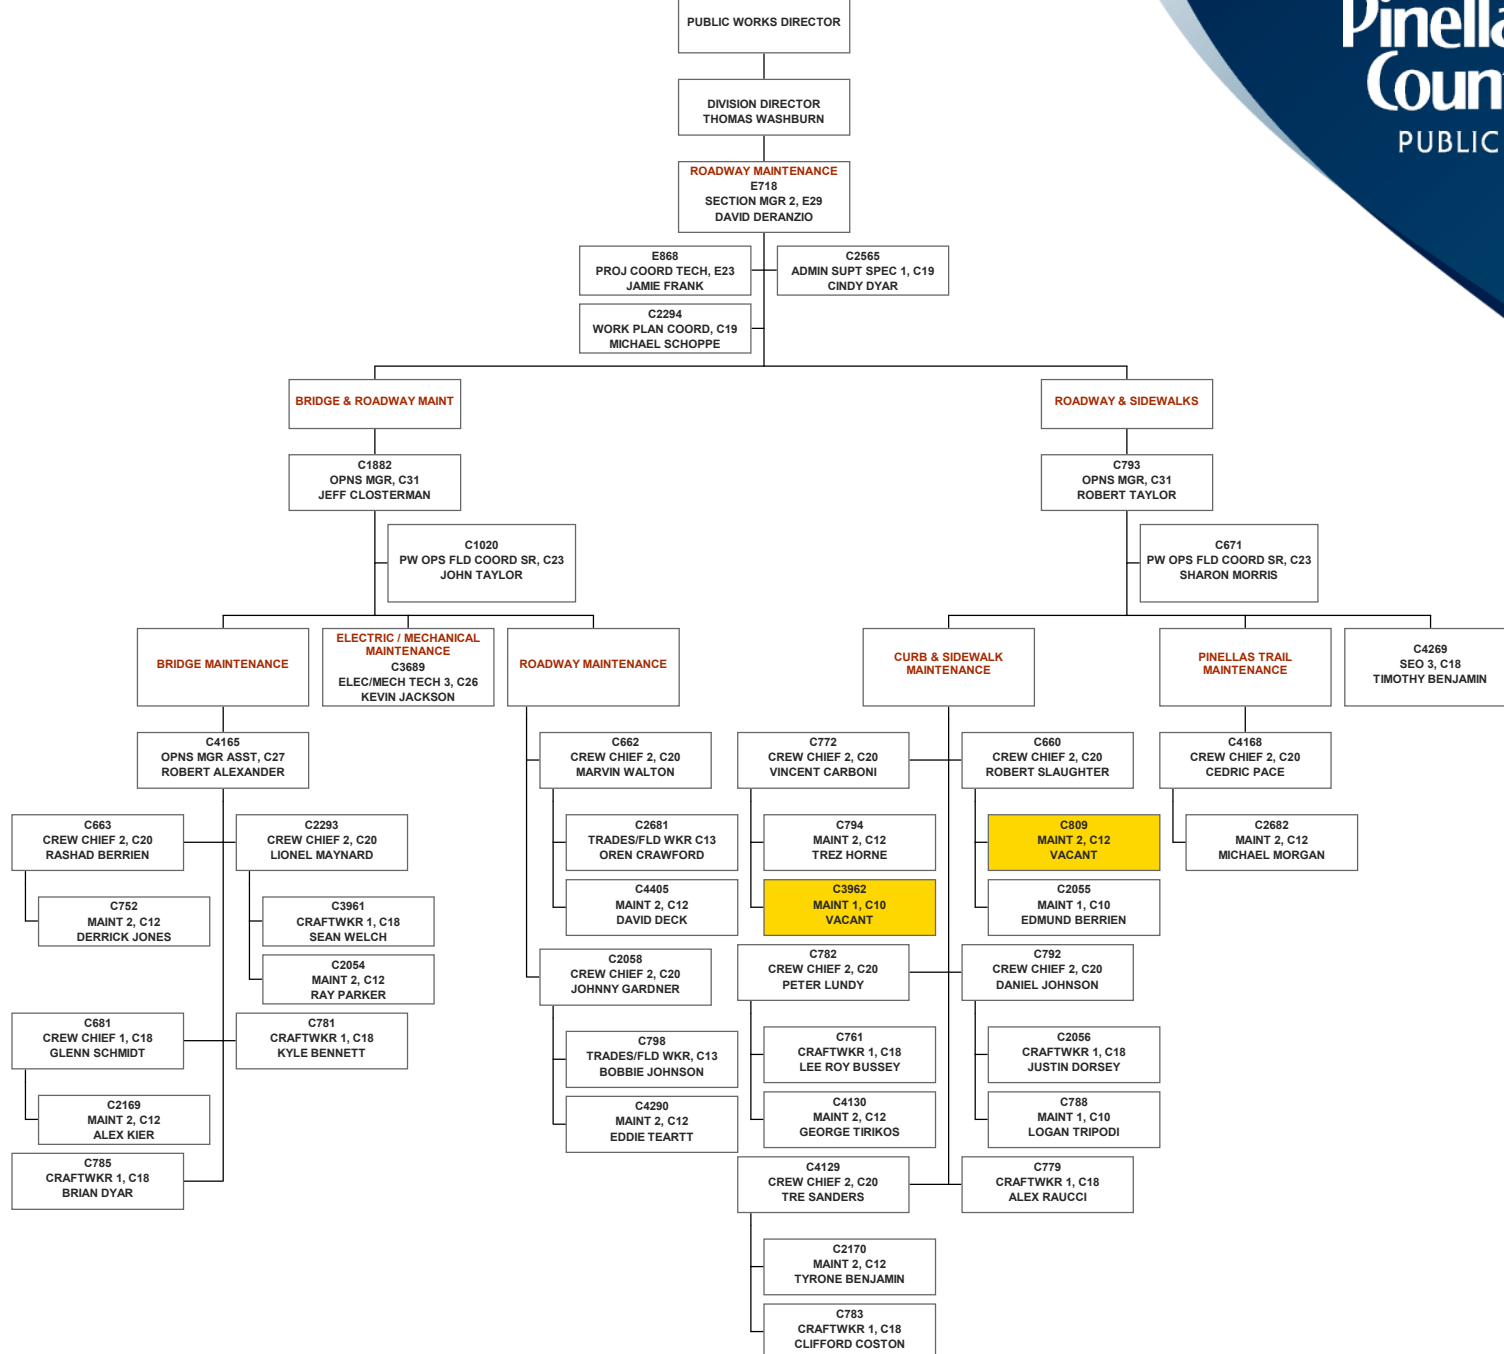 PUBLIC WORKS DIRECTOR
Pinella
Coun
PUBLIC
DIVISION DIRECTOR
THOMAS WASHBURN
ROADWAY MAINTENANCE
E718
SECTION MGR 2, E29
DAVID DERANZIO
E868
PROJ COORD TECH, E23
JAMIE FRANK
C2565
ADMIN SUPT SPEC 1, C19
CINDY DYAR
C2294
WORK PLAN COORD, C19
MICHAEL SCHOPPE
BRIDGE & ROADWAY MAINT
ROADWAY & SIDEWALKS
C1882
OPNS MGR, C31
JEFF CLOSTERMAN
C793
OPNS MGR, C31
ROBERT TAYLOR
C1020
PW OPS FLD COORD SR, C23
JOHN TAYLOR
C671
PW OPS FLD COORD SR, C23
SHARON MORRIS
BRIDGE MAINTENANCE
ELECTRIC / MECHANICAL
MAINTENANCE
C3689
ELEC/MECH TECH 3, C26
KEVIN JACKSON
ROADWAY MAINTENANCE
CURB & SIDEWALK
MAINTENANCE
PINELLAS TRAIL
MAINTENANCE
C4269
SEO 3, C18
TIMOTHY BENJAMIN
C4165
OPNS MGR ASST, C27
ROBERT ALEXANDER
C662
CREW CHIEF 2, C20
MARVIN WALTON
C772
CREW CHIEF 2, C20
VINCENT CARBONI
C660
CREW CHIEF 2, C20
ROBERT SLAUGHTER
C4168
CREW CHIEF 2, C20
CEDRIC PACE
C663
CREW CHIEF 2, C20
RASHAD BERRIEN
C2293
CREW CHIEF 2, C20
LIONEL MAYNARD
C2681
TRADES/FLD WKR C13
OREN CRAWFORD
C794
MAINT 2, C12
TREZ HORNE
C809
MAINT 2, C12
VACANT
C2682
MAINT 2, C12
MICHAEL MORGAN
C752
MAINT 2, C12
DERRICK JONES
C3961
CRAFTWKR 1, C18
SEAN WELCH
C4405
MAINT 2, C12
DAVID DECK
C3962
MAINT 1, C10
VACANT
C2055
MAINT 1, C10
EDMUND BERRIEN
C2054
MAINT 2, C12
RAY PARKER
C2058
CREW CHIEF 2, C20
JOHNNY GARDNER
C782
CREW CHIEF 2, C20
PETER LUNDY
C792
CREW CHIEF 2, C20
DANIEL JOHNSON
C681
CREW CHIEF 1, C18
GLENN SCHMIDT
C781
CRAFTWKR 1, C18
KYLE BENNETT
C798
TRADES/FLD WKR, C13
BOBBIE JOHNSON
C761
CRAFTWKR 1, C18
LEE ROY BUSSEY
C2056
CRAFTWKR 1, C18
JUSTIN DORSEY
C2169
MAINT 2, C12
ALEX KIER
C4290
MAINT 2, C12
EDDIE TEARTT
C4130
MAINT 2, C12
GEORGE TIRIKOS
C788
MAINT 1, C10
LOGAN TRIPODI
C785
CRAFTWKR 1, C18
BRIAN DYAR
C4129
CREW CHIEF 2, C20
TRE SANDERS
C779
CRAFTWKR 1, C18
ALEX RAUCCI
C2170
MAINT 2, C12
TYRONE BENJAMIN
C783
CRAFTWKR 1, C18
CLIFFORD COSTON